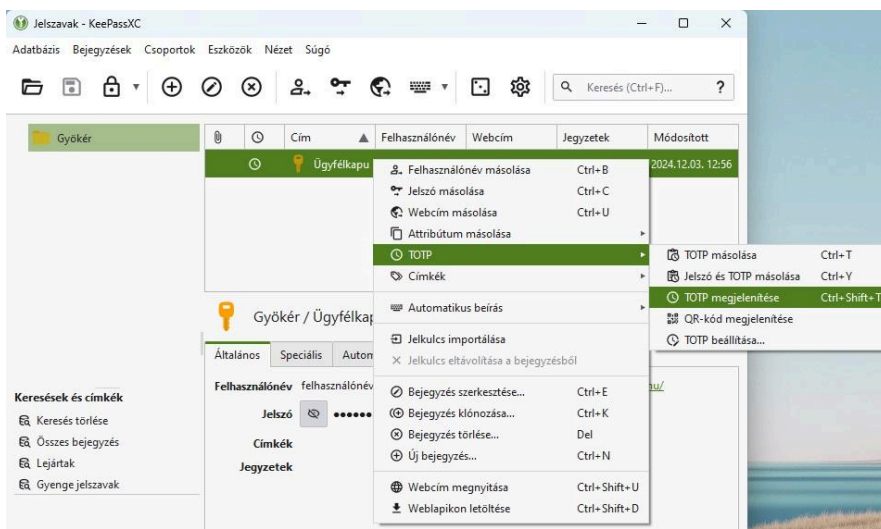 Jelszavak - KeePassXC
Adatbázis Bejegyzések Csoportok Eszközök Nézet Súgó
Keresés (Ctrl+F)... ?
Gyökér
Cím Felhasználónév Webcím Jegyzetek Módosított
Ügyfélkapu 2024.12.03. 12:56
Felhasználónév másolása Ctrl+B
Jelszó másolása Ctrl+C
Webcím másolása Ctrl+U
Attribútum másolása
TOTP
Címkék
Automatikus beírás
Jelkulcs importálása
Jelkulcs eltávolítása a bejegyzésből
Bejegyzés szerkesztése... Ctrl+E
Bejegyzés klónozása... Ctrl+K
Bejegyzés törlése... Del
Új bejegyzés... Ctrl+N
Webcím megnyitása Ctrl+Shift+U
Weblapikon letöltése Ctrl+Shift+D
TOTP másolása Ctrl+T
Jelszó és TOTP másolása Ctrl+Y
TOTP megjelenítése Ctrl+Shift+T
QR-kód megjelenítése
TOTP beállítása...
Gyökér / Ügyfélkap
Általános Speciális Autom
Felhasználónév felhasználónév nu/
Jelszó ••••••
Címkék
Jegyzetek
Keresések és címkék
Keresés törlése
Összes bejegyzés
Lejártak
Gyenge jelszavak